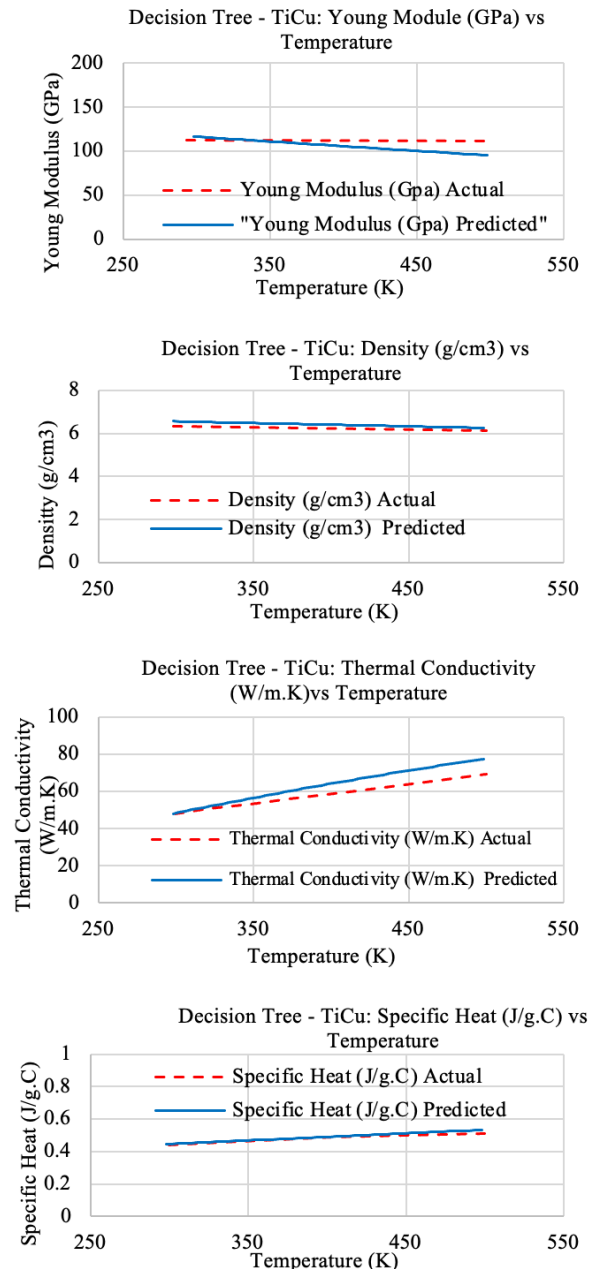 Decision Tree - TiCu: Young Module (GPa) vs
Temperature
200
150
100
50
0
Young Modulus (GPa)
Young Modulus (Gpa) Actual
"Young Modulus (Gpa) Predicted"
250
350
450
550
Temperature (K)
Decision Tree - TiCu: Density (g/cm3) vs
Temperature
8
6
4
2
0
Densitty (g/cm3)
Density (g/cm3) Actual
Density (g/cm3) Predicted
250
350
450
550
Temperature (K)
Decision Tree - TiCu: Thermal Conductivity
(W/m.K)vs Temperature
100
80
60
40
20
0
Thermal Conductivity
(W/m.K)
Thermal Conductivity (W/m.K) Actual
Thermal Conductivity (W/m.K) Predicted
250
350
450
550
Temperature (K)
Decision Tree - TiCu: Specific Heat (J/g.C) vs
Temperature
1
0.8
0.6
0.4
0.2
0
Specific Heat (J/g.C)
Specific Heat (J/g.C) Actual
Specific Heat (J/g.C) Predicted
250
350
450
550
Temperature (K)